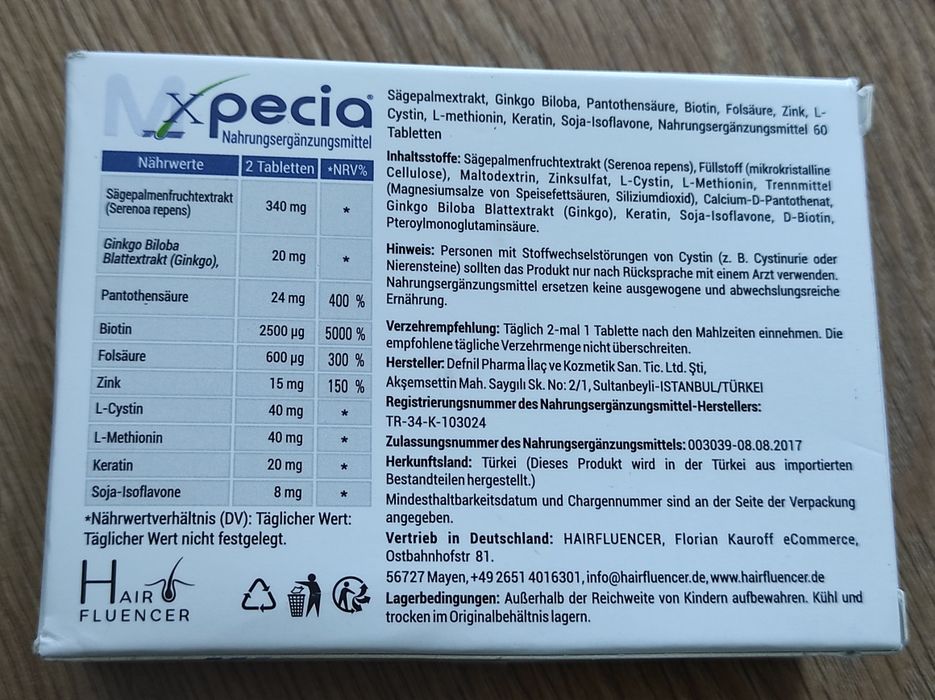 Mxpecia®
Nahrungsergänzungsmittel
Nährwerte 2 Tabletten *NRV%
Sägepalmenfruchtextrakt
(Serenoa repens) 340 mg *
Ginkgo Biloba
Blattextrakt (Ginkgo), 20 mg *
Pantothensäure 24 mg 400 %
Biotin 2500 µg 5000 %
Folsäure 600 µg 300 %
Zink 15 mg 150 %
L-Cystin 40 mg *
L-Methionin 40 mg *
Keratin 20 mg *
Soja-Isoflavone 8 mg *
*Nährwertverhältnis (DV): Täglicher Wert:
Täglicher Wert nicht festgelegt.
HAIR
FLUENCER
Sägepalmextrakt, Ginkgo Biloba, Pantothensäure, Biotin, Folsäure, Zink, L-
Cystin, L-methionin, Keratin, Soja-Isoflavone, Nahrungsergänzungsmittel 60
Tabletten
Inhaltsstoffe: Sägepalmenfruchtextrakt (Serenoa repens), Füllstoff (mikrokristalline
Cellulose), Maltodextrin, Zinksulfat, L-Cystin, L-Methionin, Trennmittel
(Magnesiumsalze von Speisefettsäuren, Siliziumdioxid), Calcium-D-Pantothenat,
Ginkgo Biloba Blattextrakt (Ginkgo), Keratin, Soja-Isoflavone, D-Biotin,
Pteroylmonoglutaminsäure.
Hinweis: Personen mit Stoffwechselstörungen von Cystin (z. B. Cystinurie oder
Nierensteine) sollten das Produkt nur nach Rücksprache mit einem Arzt verwenden.
Nahrungsergänzungsmittel ersetzen keine ausgewogene und abwechslungsreiche
Ernährung.
Verzehrempfehlung: Täglich 2-mal 1 Tablette nach den Mahlzeiten einnehmen. Die
empfohlene tägliche Verzehrmenge nicht überschreiten.
Hersteller: Defnil Pharma İlaç ve Kozmetik San. Tic. Ltd. Şti,
Akşemsettin Mah. Saygılı Sk. No: 2/1, Sultanbeyli-ISTANBUL/TÜRKEI
Registrierungsnummer des Nahrungsergänzungsmittel-Herstellers:
TR-34-K-103024
Zulassungsnummer des Nahrungsergänzungsmittels: 003039-08.08.2017
Herkunftsland: Türkei (Dieses Produkt wird in der Türkei aus importierten
Bestandteilen hergestellt.)
Mindesthaltbarkeitsdatum und Chargennummer sind an der Seite der Verpackung
angegeben.
Vertrieb in Deutschland: HAIRFLUENCER, Florian Kauroff eCommerce,
Ostbahnhofstr 81.
56727 Mayen, +49 2651 4016301, info@hairfluencer.de, www.hairfluencer.de
Lagerbedingungen: Außerhalb der Reichweite von Kindern aufbewahren. Kühl und
trocken im Originalbehältnis lagern.